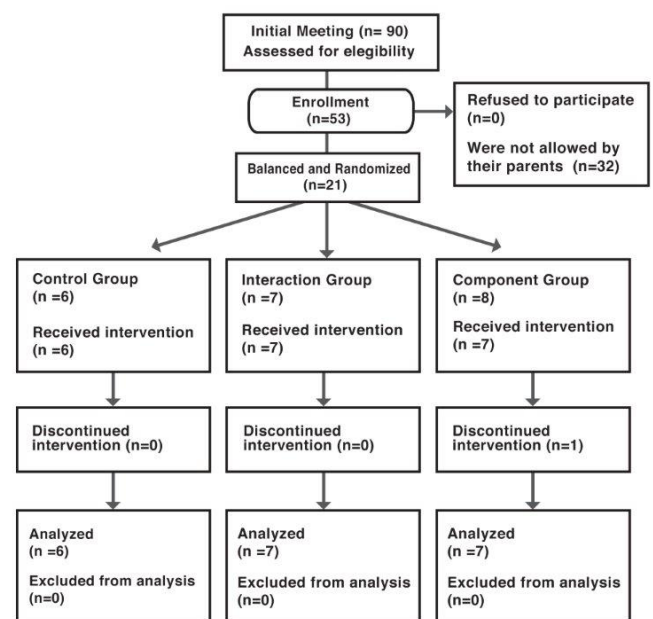 Initial Meeting (n= 90)
Assessed for elegibility
Enrollment
(n=53)
Refused to participate
(n=0)
Were not allowed by
their parents (n=32)
Balanced and Randomized
(n=21)
Control Group
(n =6)
Received intervention
(n =6)
Interaction Group
(n =7)
Received intervention
(n =7)
Component Group
(n =8)
Received intervention
(n =7)
Discontinued
intervention (n=0)
Discontinued
intervention (n=0)
Discontinued
intervention (n=1)
Analyzed
(n =6)
Excluded from analysis
(n=0)
Analyzed
(n =7)
Excluded from analysis
(n=0)
Analyzed
(n =7)
Excluded from analysis
(n=0)